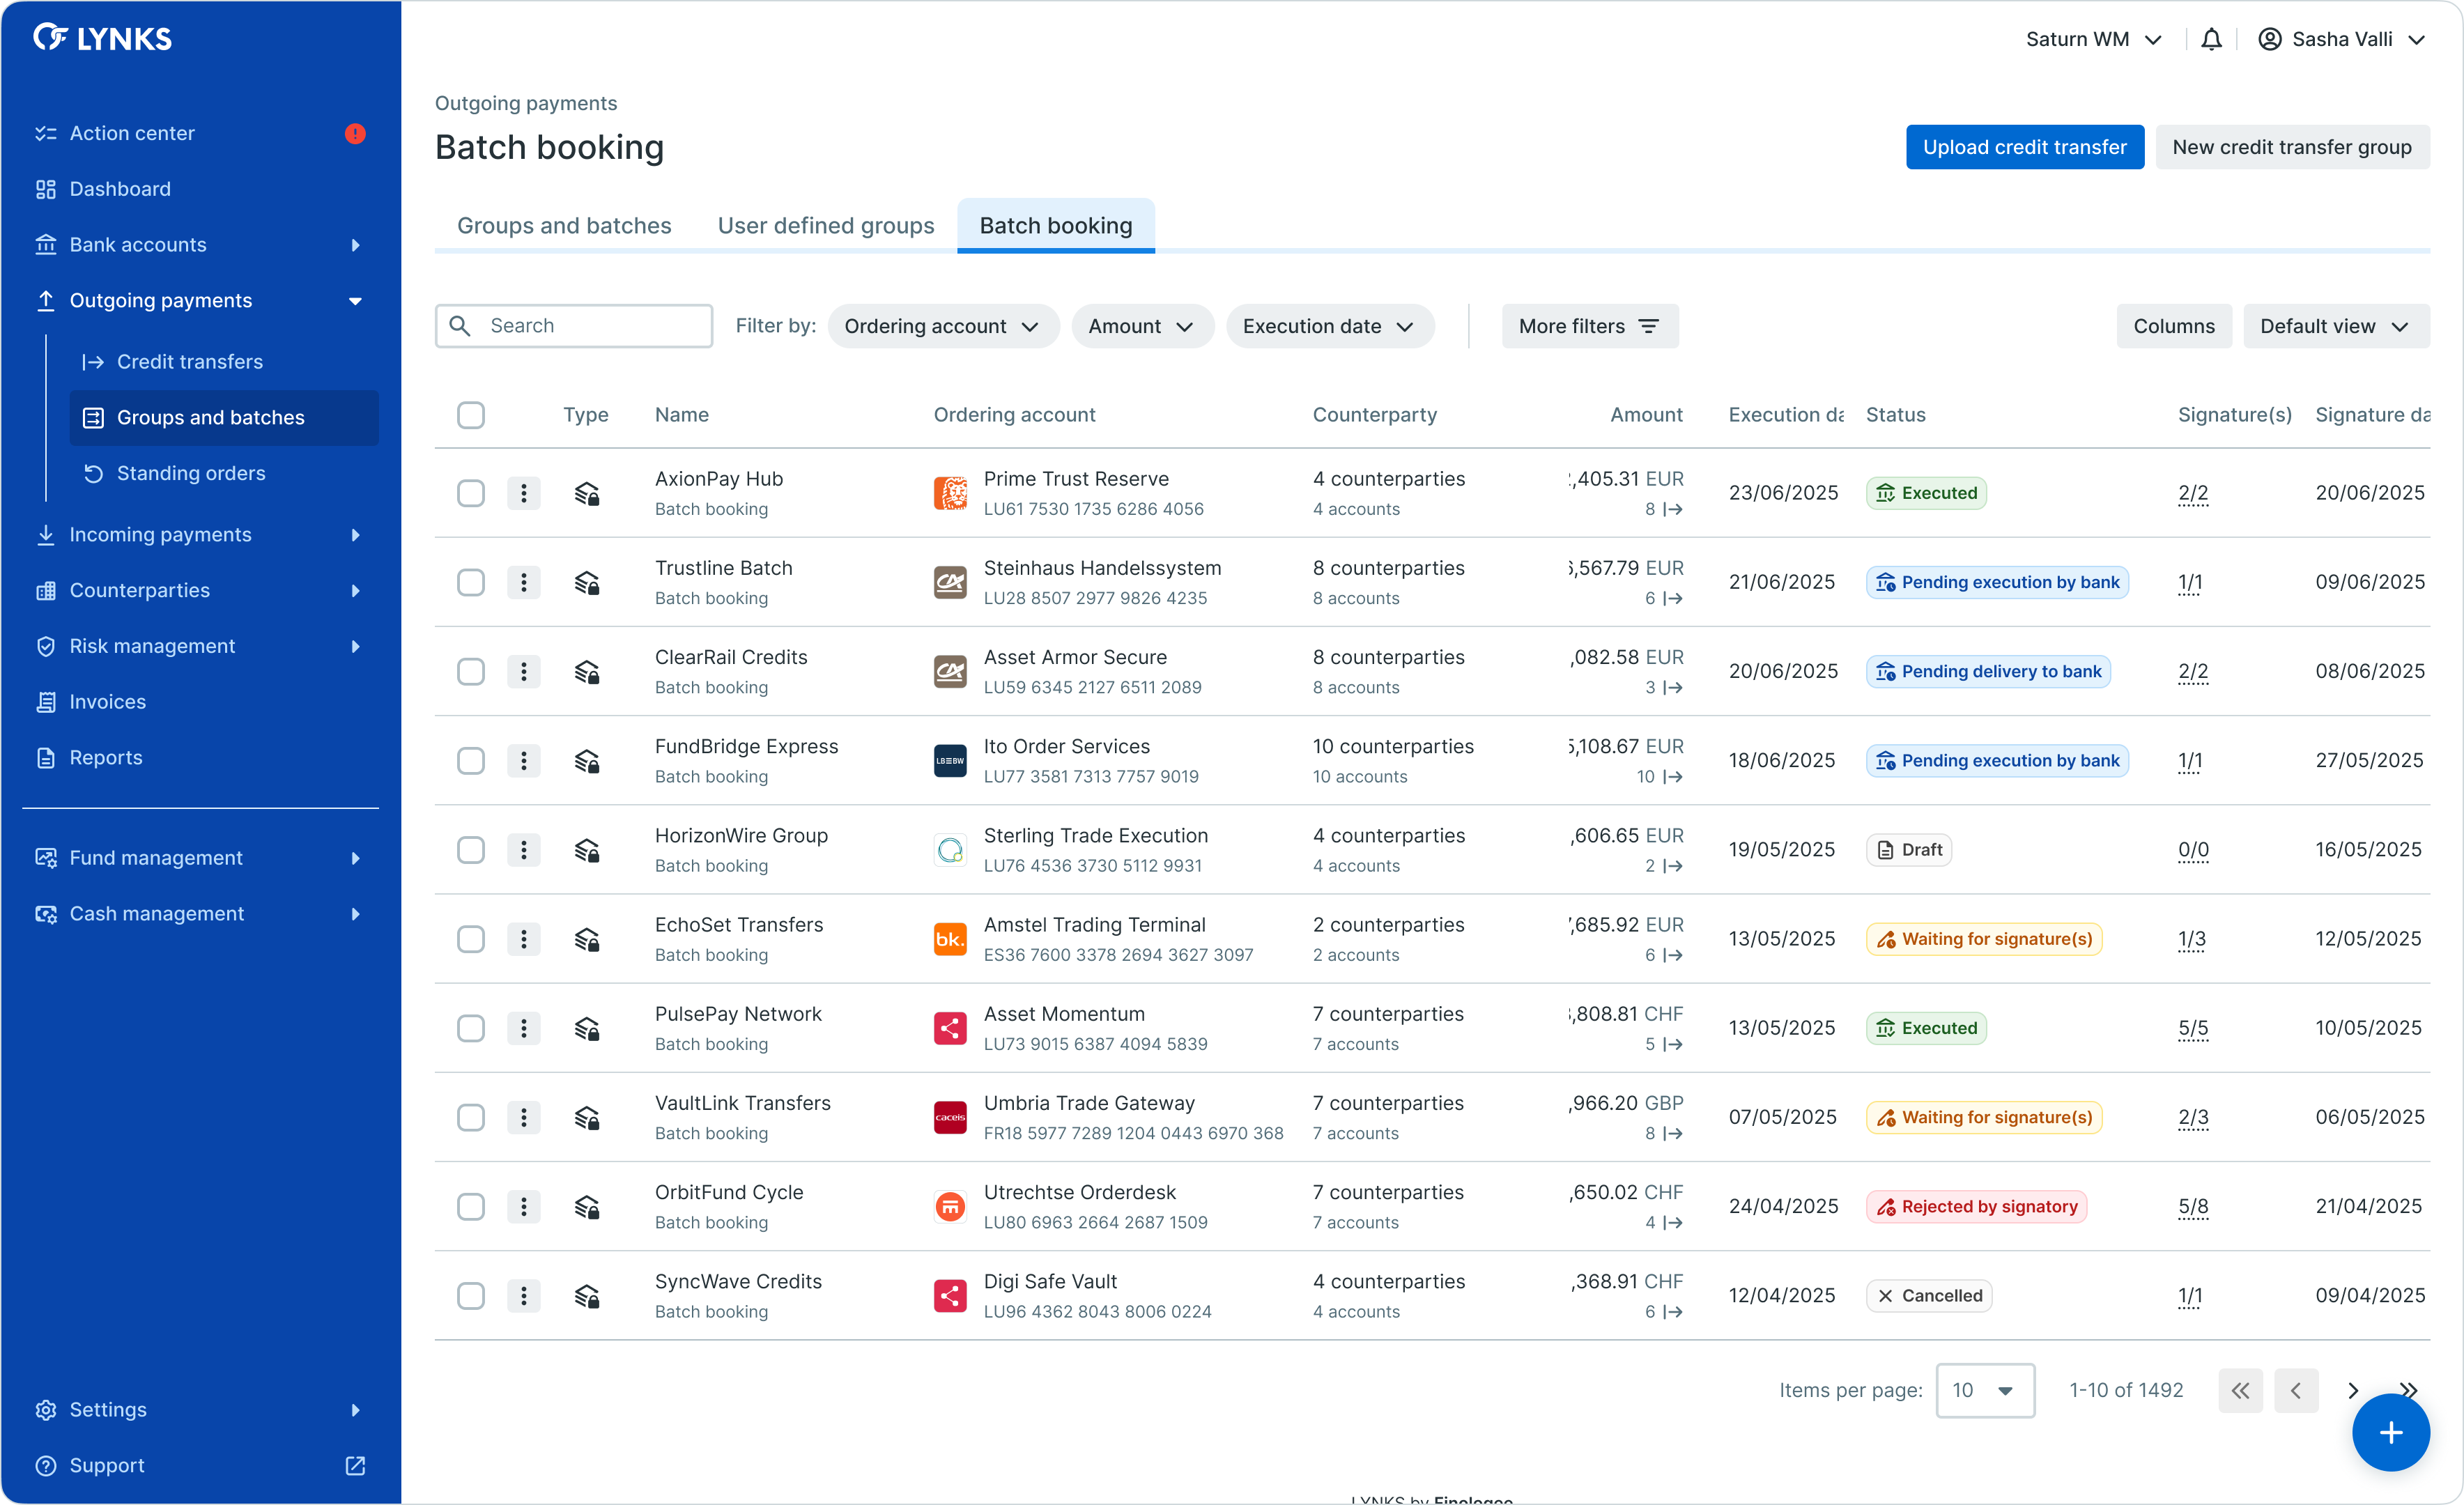 LYNKS
Saturn WM
Sasha Valli
Action center
Dashboard
Bank accounts
Outgoing payments
Credit transfers
Groups and batches
Standing orders
Incoming payments
Counterparties
Risk management
Invoices
Reports
Fund management
Cash management
Settings
Support
Outgoing payments
Batch booking
Upload credit transfer
New credit transfer group
Groups and batches
User defined groups
Batch booking
Search
Filter by:
Ordering account
Amount
Execution date
More filters
Columns
Default view
Type Name Ordering account Counterparty Amount Execution da Status Signature(s) Signature da
AxionPay Hub Prime Trust Reserve 4 counterparties ,405.31 EUR
23/06/2025 Executed 2/2 20/06/2025
Batch booking LU61 7530 1735 6286 4056 4 accounts 8
Trustline Batch Steinhaus Handelssystem 8 counterparties ,567.79 EUR
21/06/2025 Pending execution by bank 1/1 09/06/2025
Batch booking LU28 8507 2977 9826 4235 8 accounts 6
ClearRail Credits Asset Armor Secure 8 counterparties ,082.58 EUR
20/06/2025 Pending delivery to bank 2/2 08/06/2025
Batch booking LU59 6345 2127 6511 2089 8 accounts 3
FundBridge Express LB≡BW Ito Order Services 10 counterparties 5,108.67 EUR
18/06/2025 Pending execution by bank 1/1 27/05/2025
Batch booking LU77 3581 7313 7757 9019 10 accounts 10
HorizonWire Group Sterling Trade Execution 4 counterparties ,606.65 EUR
19/05/2025 Draft 0/0 16/05/2025
Batch booking LU76 4536 3730 5112 9931 4 accounts 2
EchoSet Transfers bk. Amstel Trading Terminal 2 counterparties ,685.92 EUR
13/05/2025 Waiting for signature(s) 1/3 12/05/2025
Batch booking ES36 7600 3378 2694 3627 3097 2 accounts 6
PulsePay Network Asset Momentum 7 counterparties ,808.81 CHF
13/05/2025 Executed 5/5 10/05/2025
Batch booking LU73 9015 6387 4094 5839 7 accounts 5
VaultLink Transfers caceis Umbria Trade Gateway 7 counterparties ,966.20 GBP
07/05/2025 Waiting for signature(s) 2/3 06/05/2025
Batch booking FR18 5977 7289 1204 0443 6970 368 7 accounts 8
OrbitFund Cycle Utrechtse Orderdesk 7 counterparties ,650.02 CHF
24/04/2025 Rejected by signatory 5/8 21/04/2025
Batch booking LU80 6963 2664 2687 1509 7 accounts 4
SyncWave Credits Digi Safe Vault 4 counterparties ,368.91 CHF
12/04/2025 Cancelled 1/1 09/04/2025
Batch booking LU96 4362 8043 8006 0224 4 accounts 6
Items per page: 10 1-10 of 1492
LYNKS by Finologee